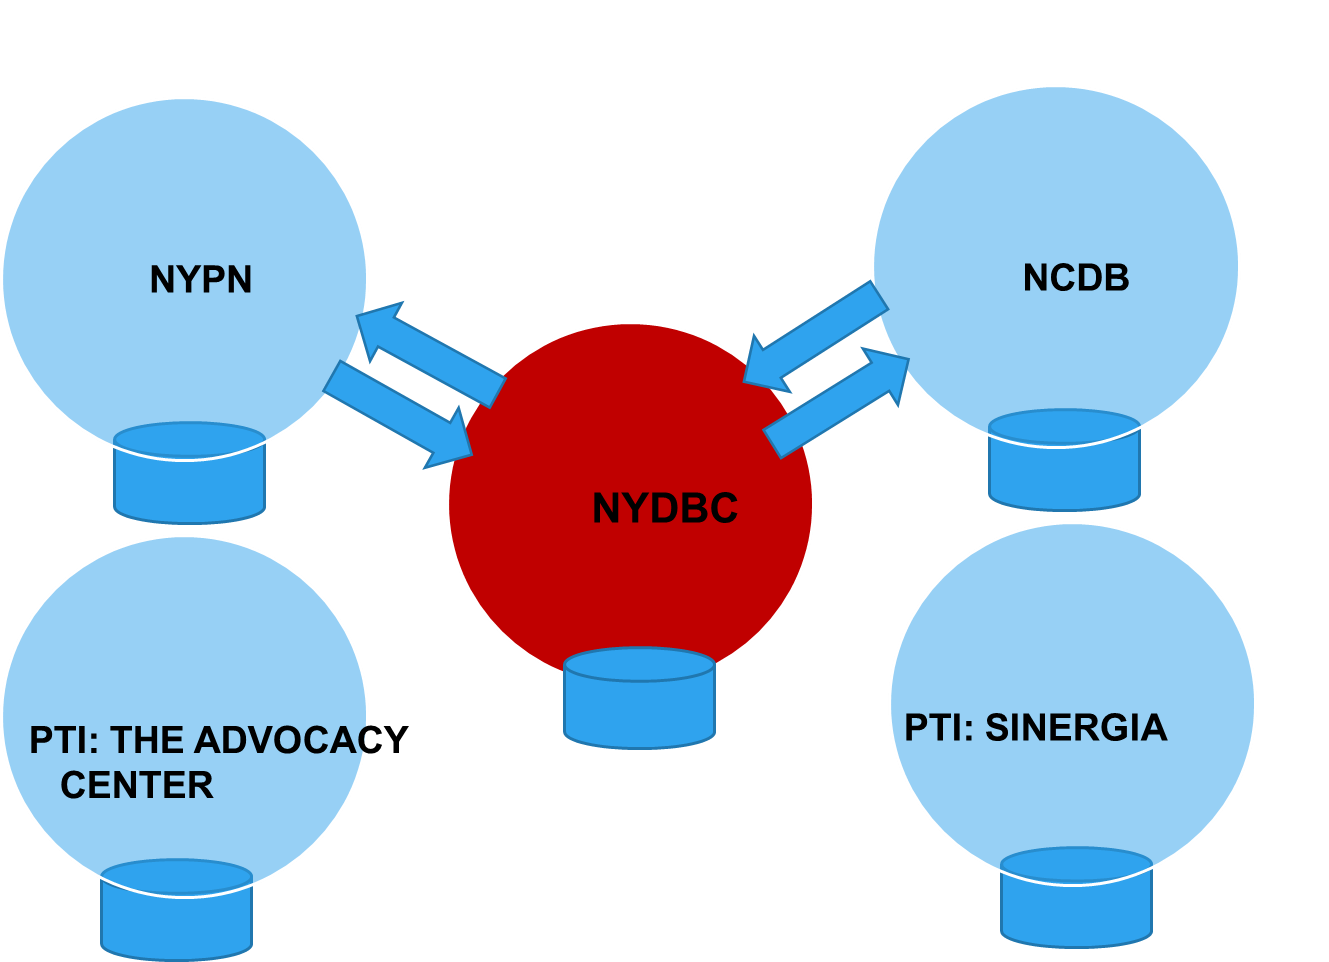 NYPN
NCDB
NYDBC
PTI: THE ADVOCACY
CENTER
PTI: SINERGIA